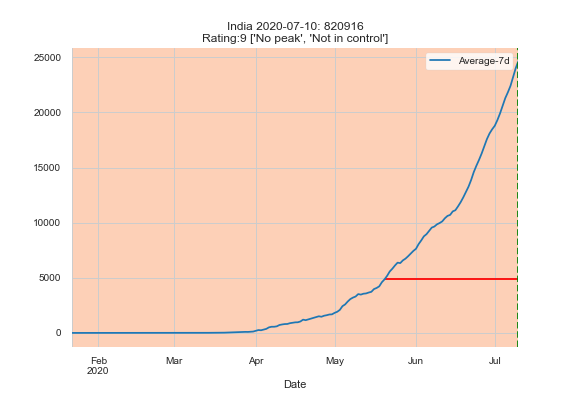 India 2020-07-10: 820916
Rating:9 ['No peak', 'Not in control']
Average-7d
25000
20000
15000
10000
5000
0
Feb Mar Apr May Jun Jul
2020
Date